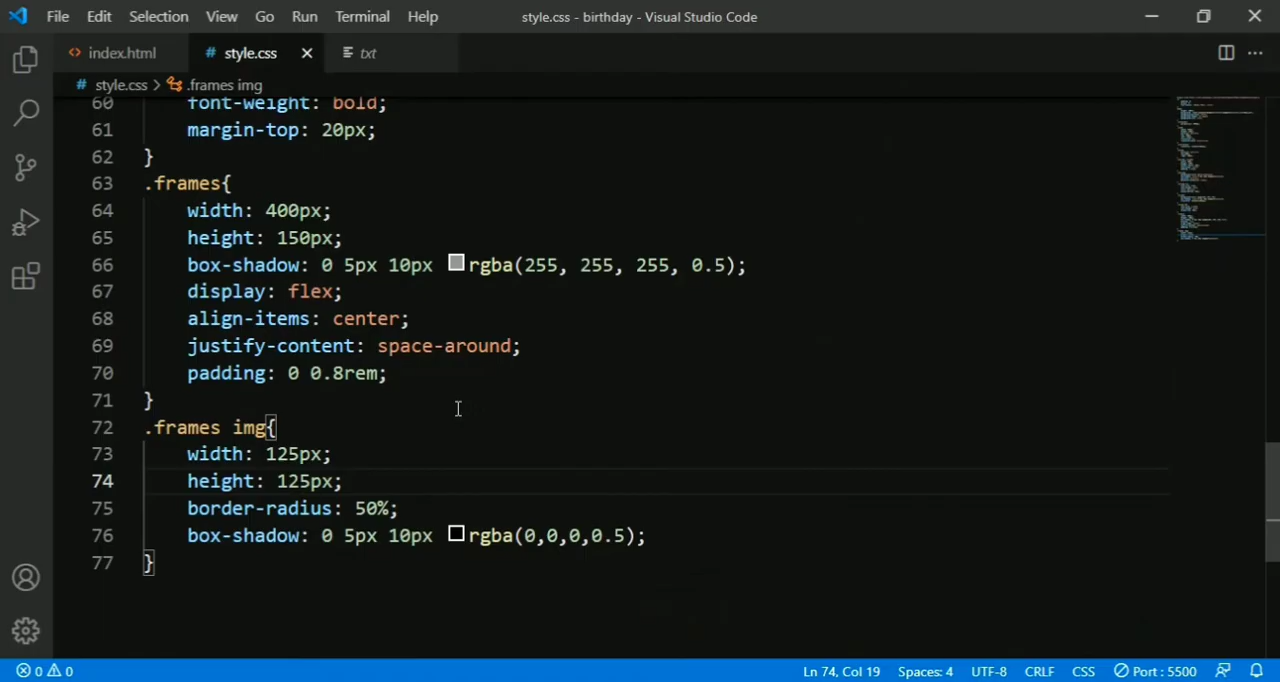 File Edit Selection View Go Run Terminal Help style.css - birthday - Visual Studio Code
index.html # style.css txt
# style.css > .frames img
60 font-weight: bold;
61 margin-top: 20px;
62 }
63 .frames{
64 width: 400px;
65 height: 150px;
66 box-shadow: 0 5px 10px rgba(255, 255, 255, 0.5);
67 display: flex;
68 align-items: center;
69 justify-content: space-around;
70 padding: 0 0.8rem;
71 }
72 .frames img{
73 width: 125px;
74 height: 125px;
75 border-radius: 50%;
76 box-shadow: 0 5px 10px rgba(0,0,0,0.5);
77 }
0 0 Ln 74, Col 19 Spaces: 4 UTF-8 CRLF CSS Port : 5500